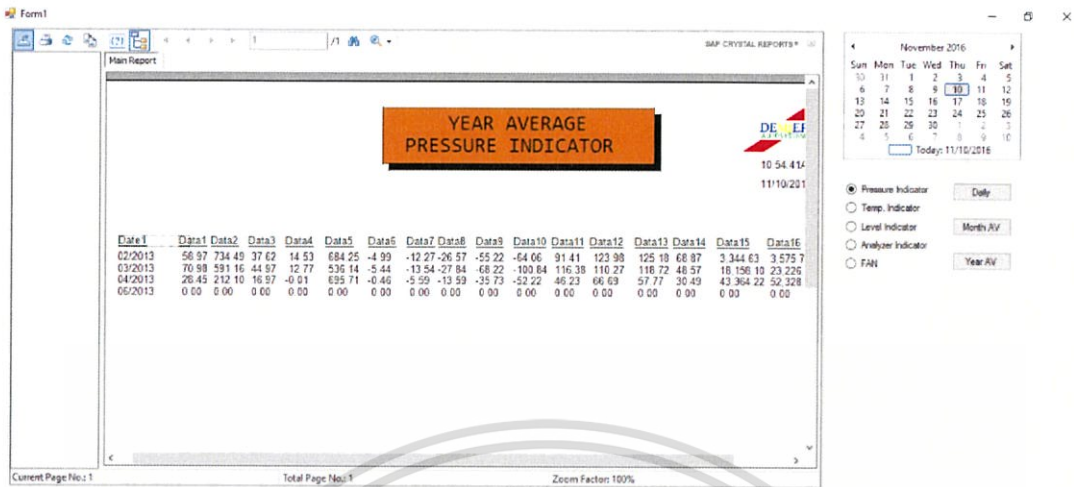 Form1
1 /1 SAP CRYSTAL REPORTS®
Main Report
YEAR AVERAGE
PRESSURE INDICATOR
10 54.41A
11/10/201
Date1 Data1 Data2 Data3 Data4 Data5 Data6 Data7 Data8 Data9 Data10 Data11 Data12 Data13 Data14 Data15 Data16
02/2013 56 97 734 49 37 62 14 53 684 25 -4 99 -12 27 -26 57 -55 22 -64 06 91 41 123 98 125 18 68 87 3,344 63 3,575 7
03/2013 70 98 591 16 44 97 12 77 536 14 -5 44 -13 54 -27 84 -68 22 -100 84 116 38 110 27 118 72 48 57 18 158 10 23 226
04/2013 28 45 212 10 16 97 -0 01 695 71 -0 46 -5 59 -13 59 -35 73 -52 22 46 23 66 69 57 77 30 49 43 364 22 52,328
06/2013 0 00 0 00 0 00 0 00 0 00 0 00 0 00 0 00 0 00 0 00 0 00 0 00 0 00 0 00 0 00 0 00
Current Page No.: 1 Total Page No.: 1 Zoom Factor: 100%
November 2016
Sun Mon Tue Wed Thu Fri Sat
30 31 1 2 3 4 5
6 7 8 9 10 11 12
13 14 15 16 17 18 19
20 21 22 23 24 25 26
27 28 29 30 1 2 3
4 5 6 7 8 9 10
Today: 11/10/2016
Pressure Indicator Daily
Temp. Indicator
Level Indicator Month AV
Analyzer Indicator
FAN Year AV